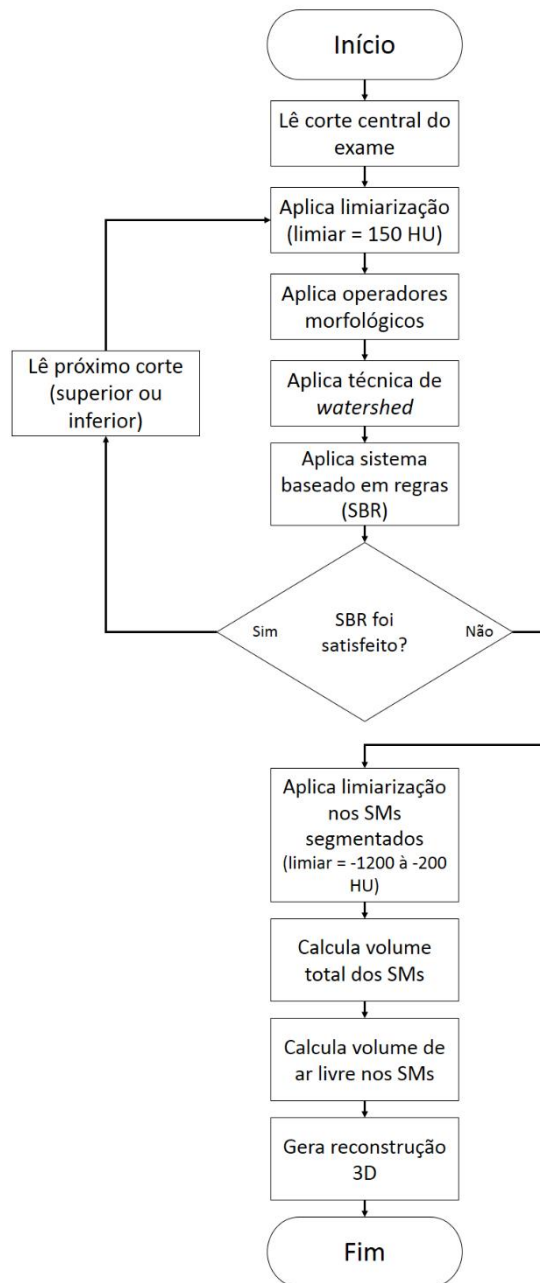 Início
Lê corte central do
exame
Aplica limiarização
(limiar = 150 HU)
Aplica operadores
morfológicos
Lê próximo corte
(superior ou
inferior)
Aplica técnica de
watershed
Aplica sistema
baseado em regras
(SBR)
Sim
SBR foi
satisfeito?
Não
Aplica limiarização
nos SMs
segmentados
(limiar = -1200 à -200
HU)
Calcula volume
total dos SMs
Calcula volume de
ar livre nos SMs
Gera reconstrução
3D
Fim